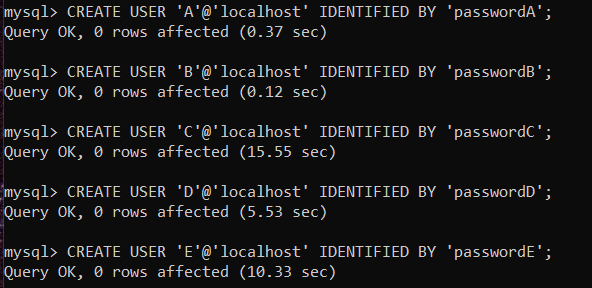 mysql> CREATE USER 'A'@'localhost' IDENTIFIED BY 'passwordA';
Query OK, 0 rows affected (0.37 sec)
mysql> CREATE USER 'B'@'localhost' IDENTIFIED BY 'passwordB';
Query OK, 0 rows affected (0.12 sec)
mysql> CREATE USER 'C'@'localhost' IDENTIFIED BY 'passwordC';
Query OK, 0 rows affected (15.55 sec)
mysql> CREATE USER 'D'@'localhost' IDENTIFIED BY 'passwordD';
Query OK, 0 rows affected (5.53 sec)
mysql> CREATE USER 'E'@'localhost' IDENTIFIED BY 'passwordE';
Query OK, 0 rows affected (10.33 sec)